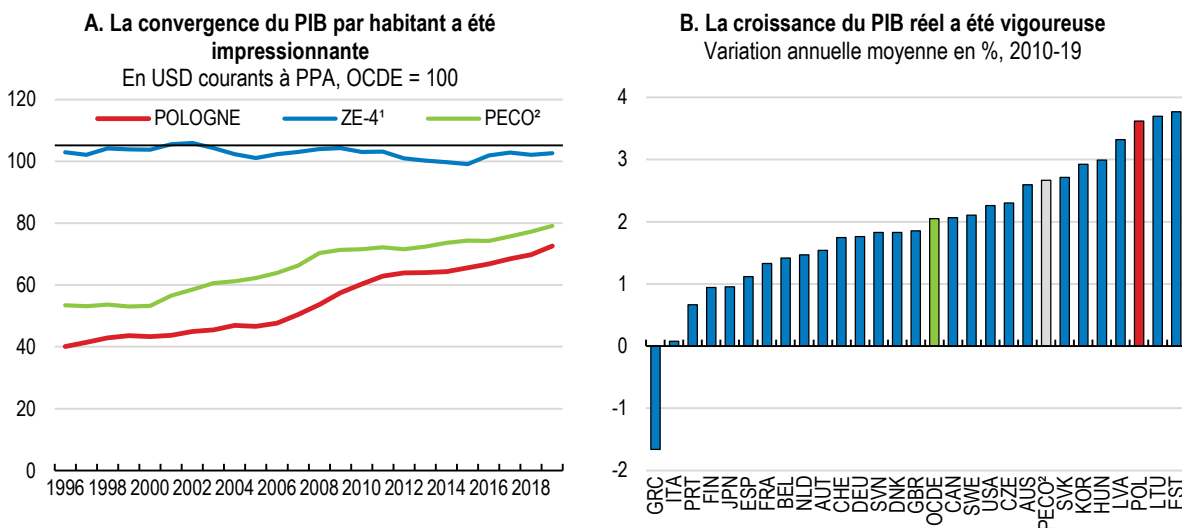 A. La convergence du PIB par habitant a été
impressionnante
En USD courants à PPA, OCDE = 100
120
100
80
60
40
20
0
POLOGNE ZE-4¹ PECO²
1996 1998 2000 2002 2004 2006 2008 2010 2012 2014 2016 2018
B. La croissance du PIB réel a été vigoureuse
Variation annuelle moyenne en %, 2010-19
4
3
2
1
0
-1
-2
GRC
ITA
PRT
FIN
JPN
ESP
FRA
BEL
NLD
AUT
CHE
DEU
SVN
DNK
GBR
OCDE
CAN
SWE
USA
CZE
AUS
PECO²
SVK
KOR
HUN
LVA
POL
LTU
EST